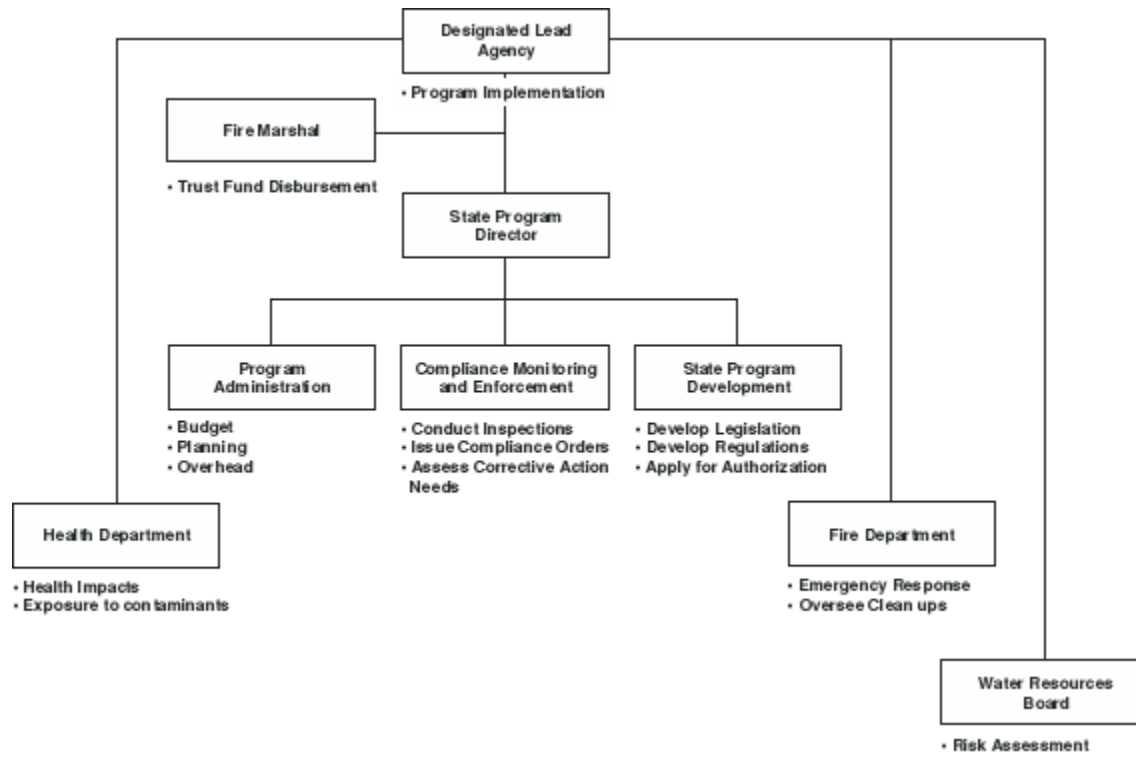 Designated Lead
Agency
• Program Implementation
Fire Marshal
• Trust Fund Disbursement
State Program
Director
Program
Administration
• Budget
• Planning
• Overhead
Compliance Monitoring
and Enforcement
• Conduct Inspections
• Issue Compliance Orders
• Assess Corrective Action
Needs
State Program
Development
• Develop Legislation
• Develop Regulations
• Apply for Authorization
Health Department
• Health Impacts
• Exposure to contaminants
Fire Department
• Emergency Response
• Oversee Clean ups
Water Resources
Board
• Risk Assessment